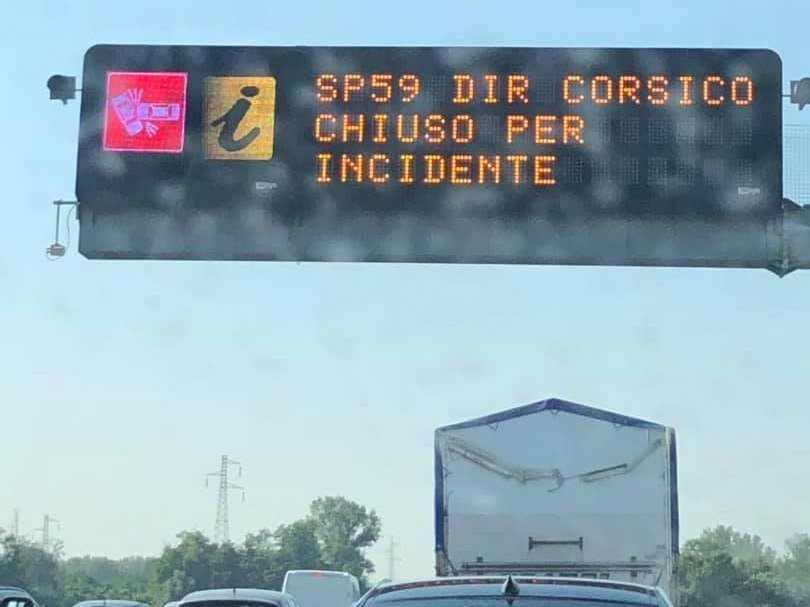 SP59 DIR CORSICO
CHIUSO PER
INCIDENTE
i